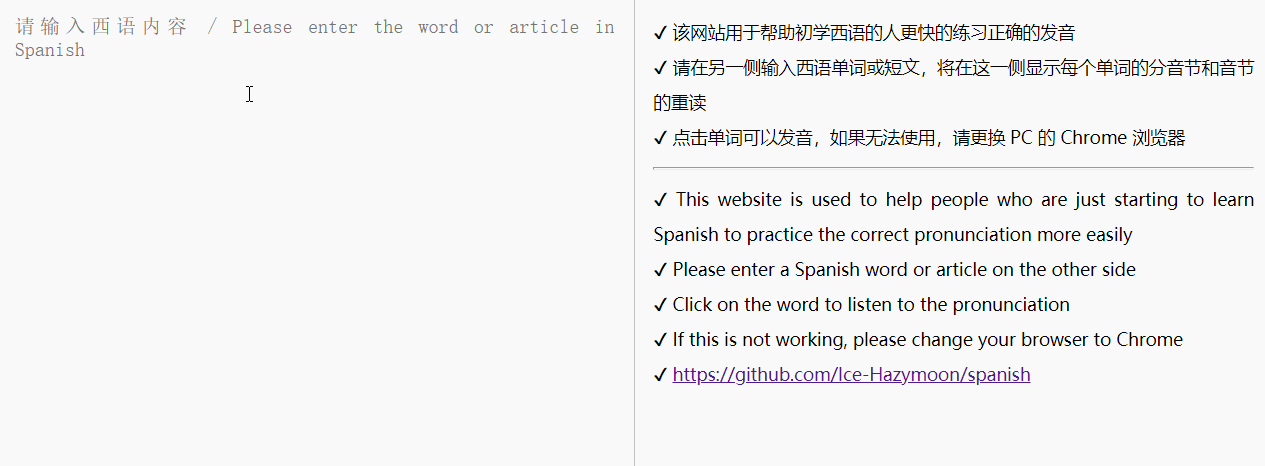 请输入西语内容 / Please enter the word or article in
Spanish
✓ 该网站用于帮助初学西语的人更快的练习正确的发音
✓ 请在另一侧输入西语单词或短文，将在这一侧显示每个单词的分音节和音节
的重读
✓ 点击单词可以发音，如果无法使用，请更换 PC 的 Chrome 浏览器
✓ This website is used to help people who are just starting to learn
Spanish to practice the correct pronunciation more easily
✓ Please enter a Spanish word or article on the other side
✓ Click on the word to listen to the pronunciation
✓ If this is not working, please change your browser to Chrome
✓ https://github.com/Ice-Hazymoon/spanish